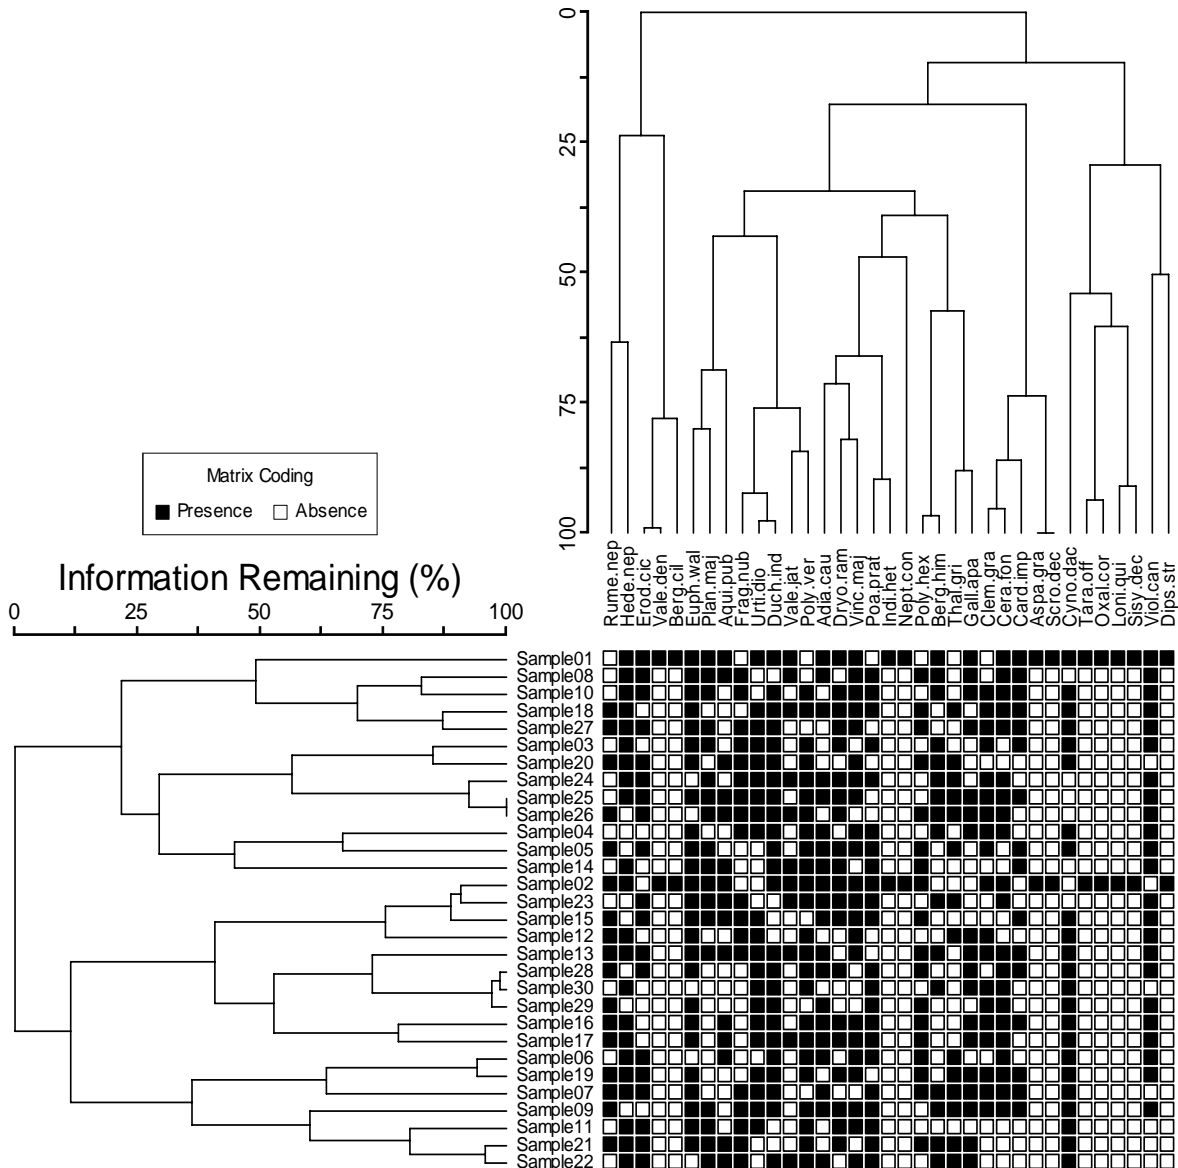 0
25
50
75
100
Matrix Coding
Presence Absence
Information Remaining (%)
0 25 50 75 100
Rume.nep
Hede.nep
Erod.cic
Vale.den
Berg.cil
Euph.wal
Plan.maj
Aqui.pub
Frag.nub
Urti.dio
Duch.ind
Vale.jat
Poly.ver
Adia.cau
Dryo.ram
Vinc.maj
Poa.prat
Indi.het
Nept.con
Poly.hex
Berg.him
Thal.gri
Gali.apa
Clem.gra
Cera.fon
Card.imp
Aspa.gra
Scro.dec
Cyno.dac
Tara.off
Oxal.cor
Loni.qui
Sisy.dec
Viol.can
Dips.str
Sample01
Sample08
Sample10
Sample18
Sample27
Sample03
Sample20
Sample24
Sample25
Sample26
Sample04
Sample05
Sample14
Sample02
Sample23
Sample15
Sample12
Sample13
Sample28
Sample30
Sample29
Sample16
Sample17
Sample06
Sample19
Sample07
Sample09
Sample11
Sample21
Sample22